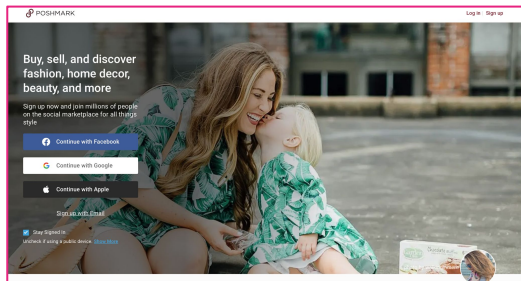 POSHMARK
Log in | Sign up
Buy, sell, and discover
fashion, home decor,
beauty, and more
Sign up now and join millions of people
on the social marketplace for all things
style
Continue with Facebook
Continue with Google
Continue with Apple
Sign up with Email
Stay Signed In
Uncheck if using a public device. Show More